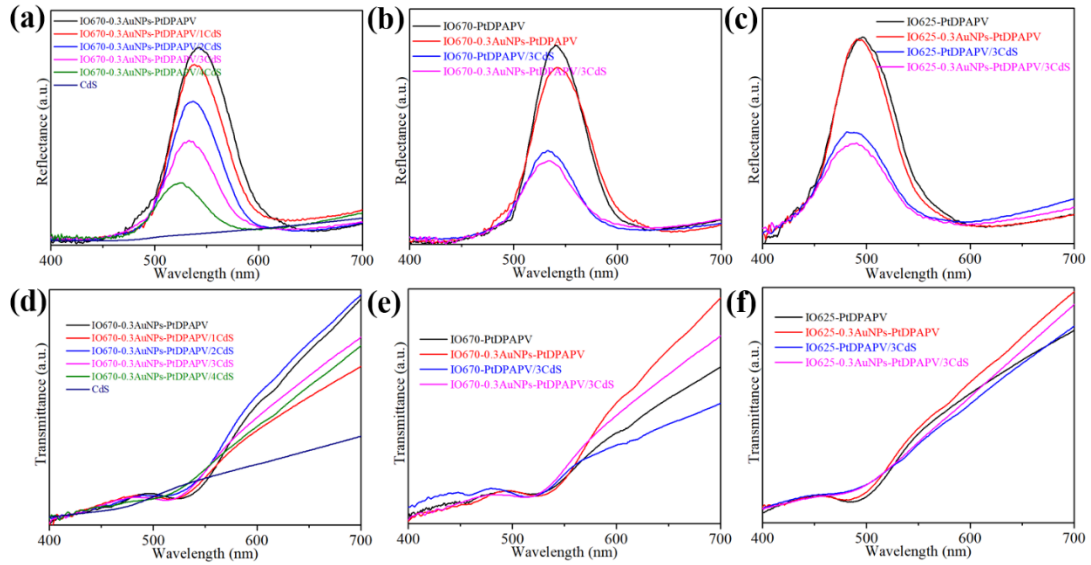 (a)
IO670-0.3AuNPs-PtDPAPV
IO670-0.3AuNPs-PtDPAPV/1CdS
IO670-0.3AuNPs-PtDPAPV/2CdS
IO670-0.3AuNPs-PtDPAPV/3CdS
IO670-0.3AuNPs-PtDPAPV/4CdS
CdS
Reflectance (a.u.)
400 500 600 700
Wavelength (nm)
(b)
IO670-PtDPAPV
IO670-0.3AuNPs-PtDPAPV
IO670-PtDPAPV/3CdS
IO670-0.3AuNPs-PtDPAPV/3CdS
Reflectance (a.u.)
400 500 600 700
Wavelength (nm)
(c)
IO625-PtDPAPV
IO625-0.3AuNPs-PtDPAPV
IO625-PtDPAPV/3CdS
IO625-0.3AuNPs-PtDPAPV/3CdS
Reflectance (a.u.)
400 500 600 700
Wavelength (nm)
(d)
IO670-0.3AuNPs-PtDPAPV
IO670-0.3AuNPs-PtDPAPV/1CdS
IO670-0.3AuNPs-PtDPAPV/2CdS
IO670-0.3AuNPs-PtDPAPV/3CdS
IO670-0.3AuNPs-PtDPAPV/4CdS
CdS
Transmittance (a.u.)
400 500 600 700
Wavelength (nm)
(e)
IO670-PtDPAPV
IO670-0.3AuNPs-PtDPAPV
IO670-PtDPAPV/3CdS
IO670-0.3AuNPs-PtDPAPV/3CdS
Transmittance (a.u.)
400 500 600 700
Wavelength (nm)
(f)
IO625-PtDPAPV
IO625-0.3AuNPs-PtDPAPV
IO625-PtDPAPV/3CdS
IO625-0.3AuNPs-PtDPAPV/3CdS
Transmittance (a.u.)
400 500 600 700
Wavelength (nm)